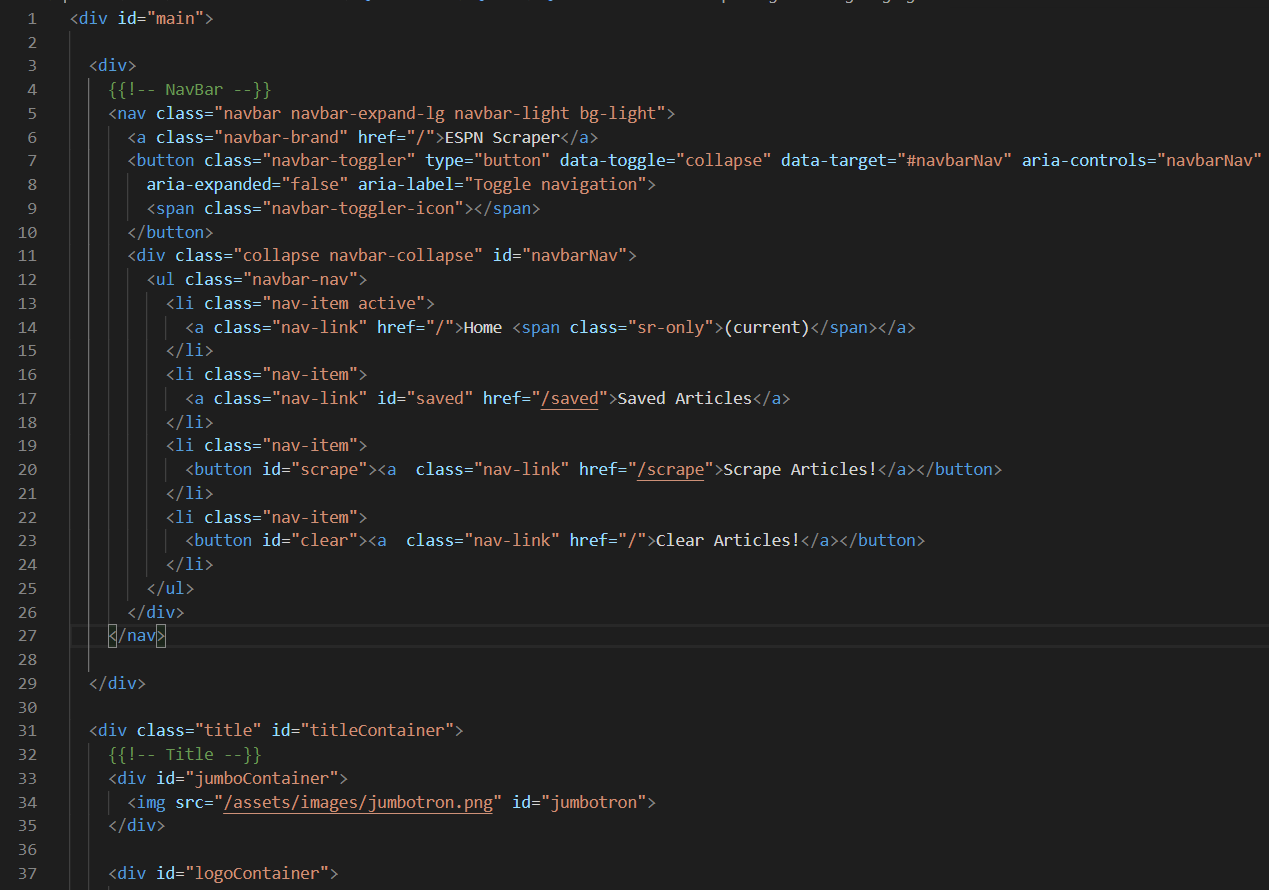 1 <div id="main">
2
3 <div>
4 {{!-- NavBar --}}
5 <nav class="navbar navbar-expand-lg navbar-light bg-light">
6 <a class="navbar-brand" href="/">ESPN Scraper</a>
7 <button class="navbar-toggler" type="button" data-toggle="collapse" data-target="#navbarNav" aria-controls="navbarNav"
8 aria-expanded="false" aria-label="Toggle navigation">
9 <span class="navbar-toggler-icon"></span>
10 </button>
11 <div class="collapse navbar-collapse" id="navbarNav">
12 <ul class="navbar-nav">
13 <li class="nav-item active">
14 <a class="nav-link" href="/">Home <span class="sr-only">(current)</span></a>
15 </li>
16 <li class="nav-item">
17 <a class="nav-link" id="saved" href="/saved">Saved Articles</a>
18 </li>
19 <li class="nav-item">
20 <button id="scrape"><a  class="nav-link" href="/scrape">Scrape Articles!</a></button>
21 </li>
22 <li class="nav-item">
23 <button id="clear"><a  class="nav-link" href="/">Clear Articles!</a></button>
24 </li>
25 </ul>
26 </div>
27 </nav>
28
29 </div>
30
31 <div class="title" id="titleContainer">
32 {{!-- Title --}}
33 <div id="jumboContainer">
34 <img src="/assets/images/jumbotron.png" id="jumbotron">
35 </div>
36
37 <div id="logoContainer">